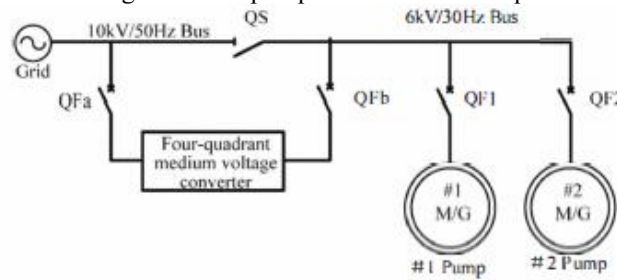 QS
10kV/50Hz Bus
6kV/30Hz Bus
Grid
QFa
QFb
QF1
QF2
Four-quadrant
medium voltage
converter
#1
M/G
#2
M/G
#1 Pump
#2 Pump